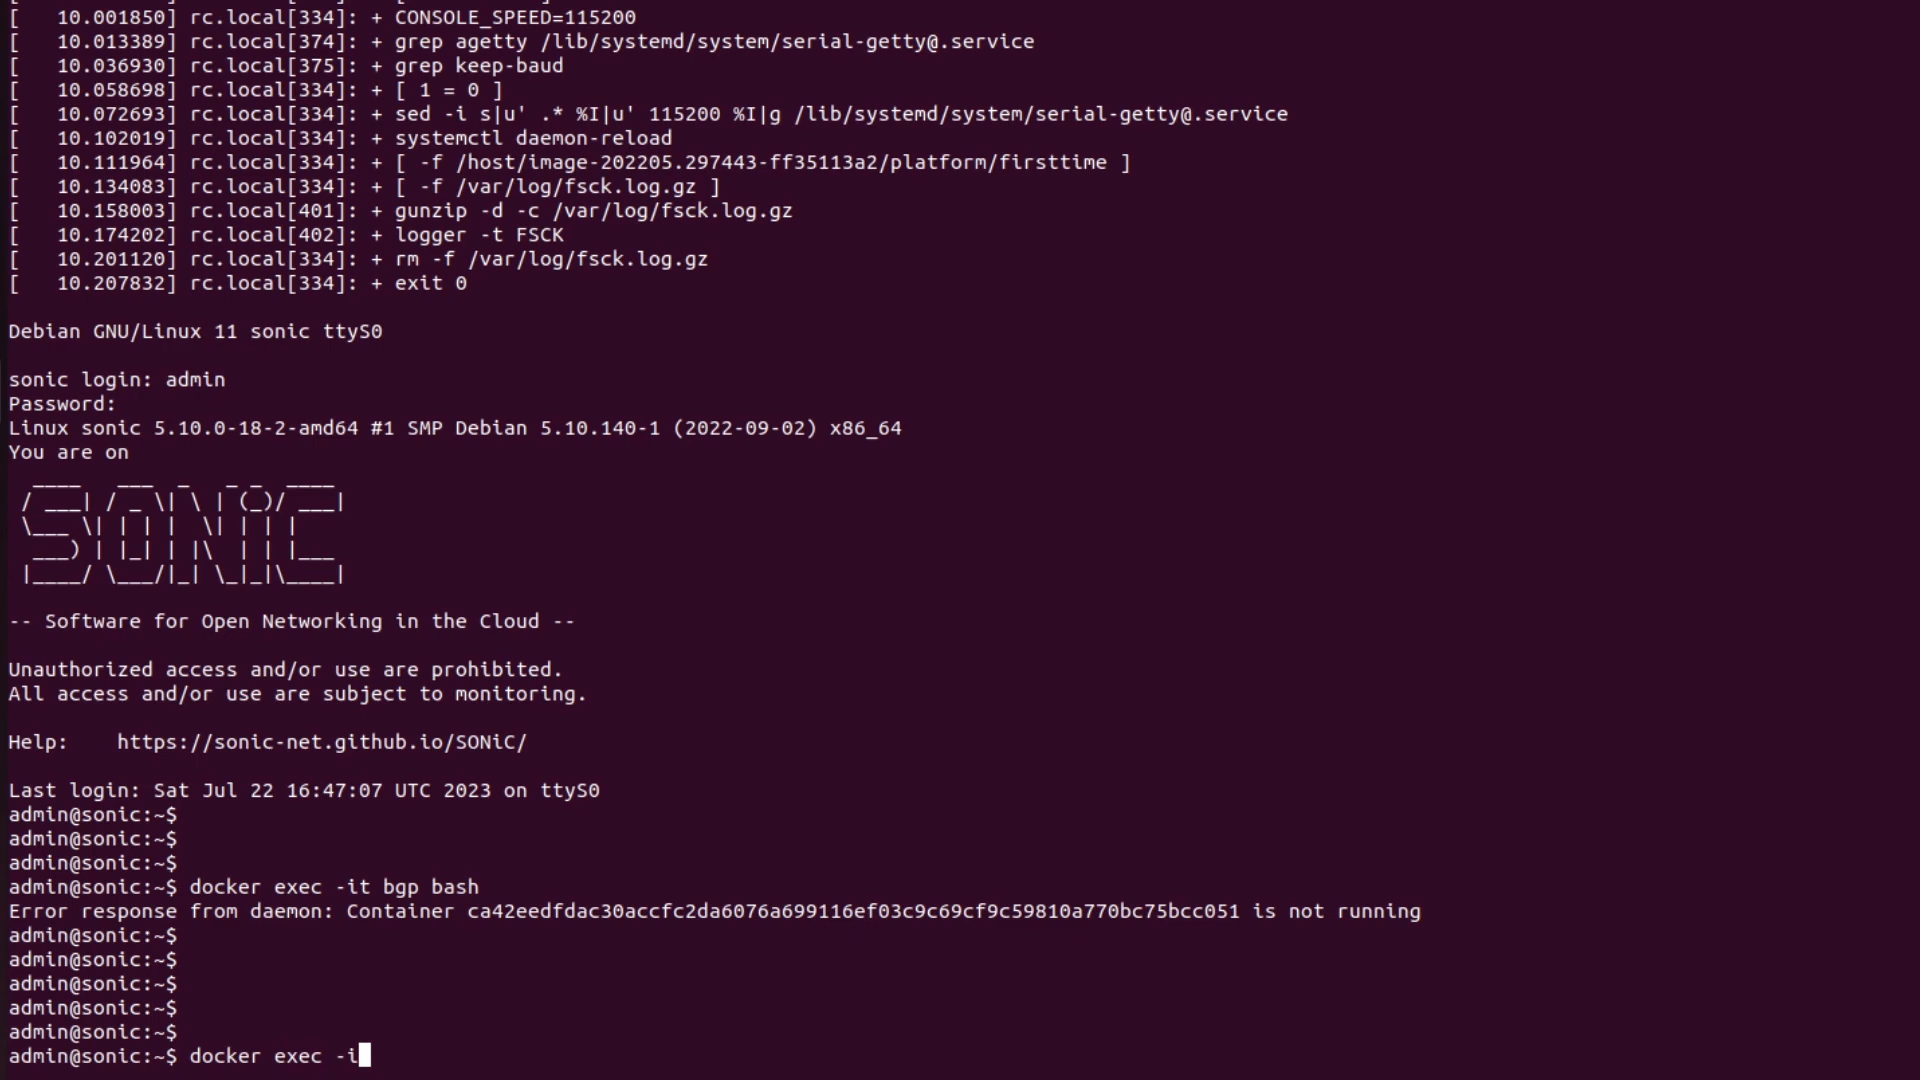 [   10.001850] rc.local[334]: + CONSOLE_SPEED=115200
[   10.013389] rc.local[374]: + grep agetty /lib/systemd/system/serial-getty@.service
[   10.036930] rc.local[375]: + grep keep-baud
[   10.058698] rc.local[334]: + [ 1 = 0 ]
[   10.072693] rc.local[334]: + sed -i s|u' .* %I|u' 115200 %I|g /lib/systemd/system/serial-getty@.service
[   10.102019] rc.local[334]: + systemctl daemon-reload
[   10.111964] rc.local[334]: + [ -f /host/image-202205.297443-ff35113a2/platform/firsttime ]
[   10.134083] rc.local[334]: + [ -f /var/log/fsck.log.gz ]
[   10.158003] rc.local[401]: + gunzip -d -c /var/log/fsck.log.gz
[   10.174202] rc.local[402]: + logger -t FSCK
[   10.201120] rc.local[334]: + rm -f /var/log/fsck.log.gz
[   10.207832] rc.local[334]: + exit 0
Debian GNU/Linux 11 sonic ttyS0
sonic login: admin
Password:
Linux sonic 5.10.0-18-2-amd64 #1 SMP Debian 5.10.140-1 (2022-09-02) x86_64
You are on
SONiC
-- Software for Open Networking in the Cloud --
Unauthorized access and/or use are prohibited.
All access and/or use are subject to monitoring.
Help:    https://sonic-net.github.io/SONiC/
Last login: Sat Jul 22 16:47:07 UTC 2023 on ttyS0
admin@sonic:~$
admin@sonic:~$
admin@sonic:~$
admin@sonic:~$ docker exec -it bgp bash
Error response from daemon: Container ca42eedfdac30accfc2da6076a699116ef03c9c69cf9c59810a770bc75bcc051 is not running
admin@sonic:~$
admin@sonic:~$
admin@sonic:~$
admin@sonic:~$
admin@sonic:~$
admin@sonic:~$ docker exec -i